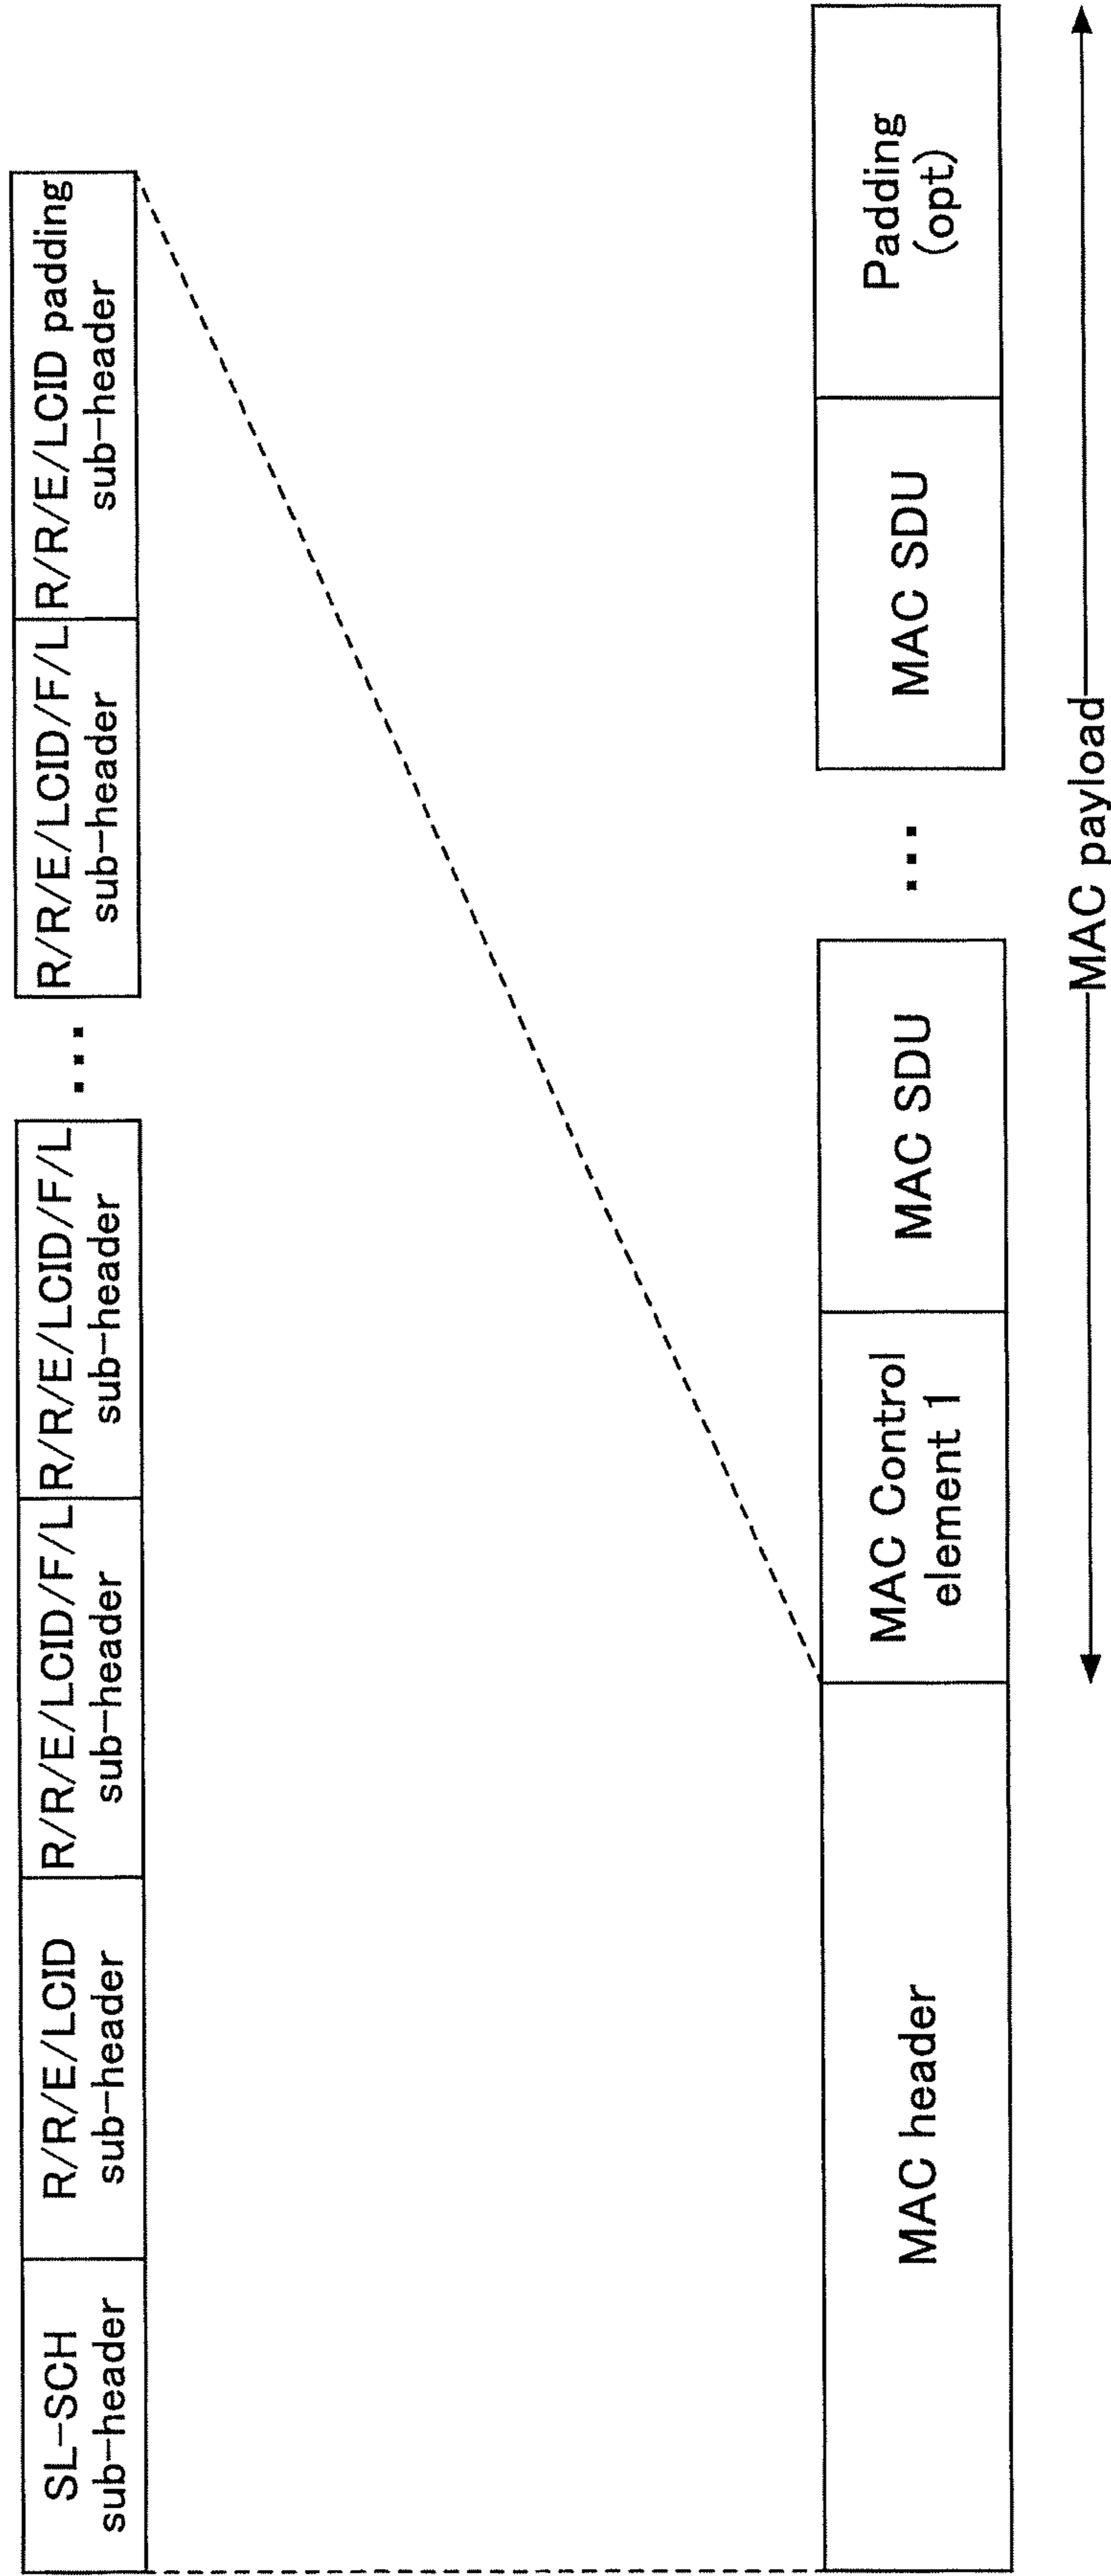 SL-SCH
sub-header
R/R/E/LCID
sub-header
R/R/E/LCID/F/L
sub-header
R/R/E/LCID/F/L
sub-header
...
R/R/E/LCID/F/L
sub-header
R/R/E/LCID padding
sub-header
MAC header
MAC Control
element 1
MAC SDU
...
MAC SDU
Padding
(opt)
MAC payload